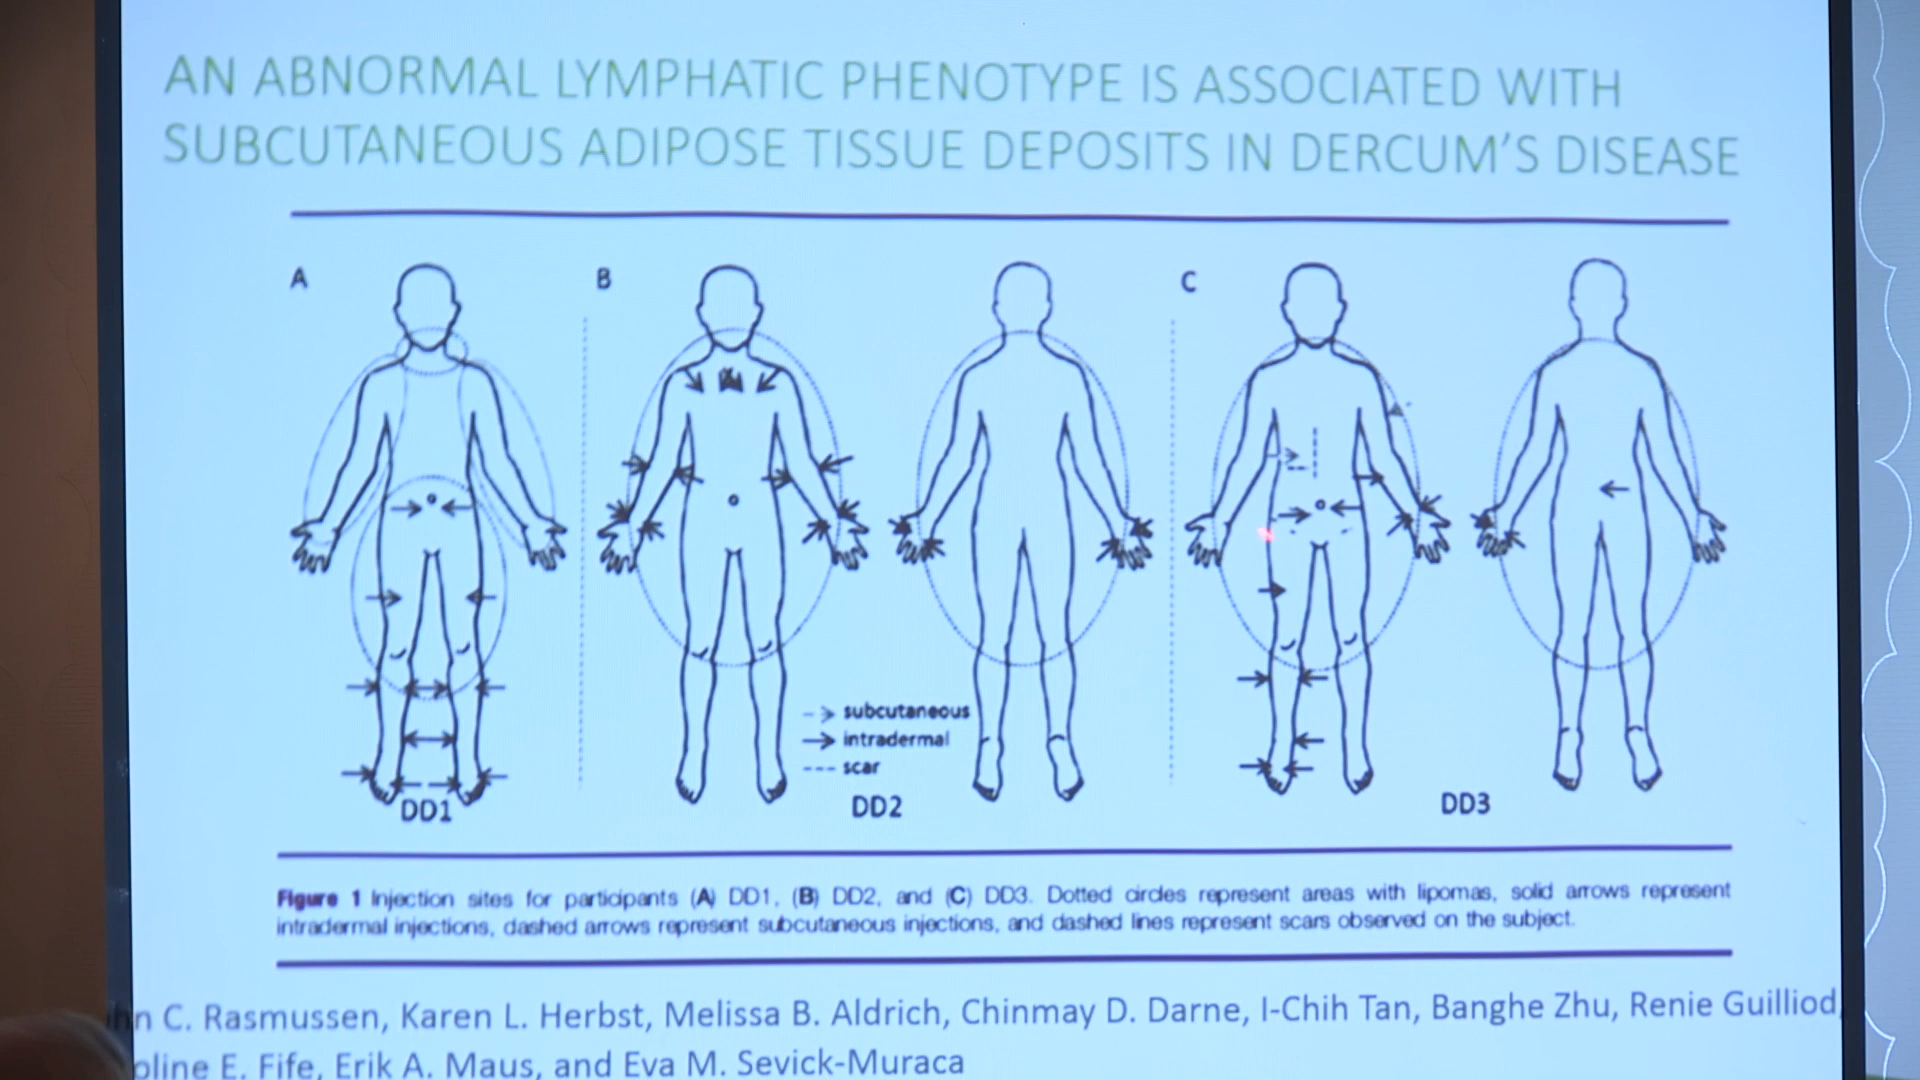 AN ABNORMAL LYMPHATIC PHENOTYPE IS ASSOCIATED WITH
SUBCUTANEOUS ADIPOSE TISSUE DEPOSITS IN DERCUM'S DISEASE
A
B
C
subcutaneous
intradermal
scar
DD1
DD2
DD3
Figure 1 Injection sites for participants (A) DD1, (B) DD2, and (C) DD3. Dotted circles represent areas with lipomas, solid arrows represent
intradermal injections, dashed arrows represent subcutaneous injections, and dashed lines represent scars observed on the subject.
C. Rasmussen, Karen L. Herbst, Melissa B. Aldrich, Chinmay D. Darne, I-Chih Tan, Banghe Zhu, Renie Guilliod,
E. Fife, Erik A. Maus, and Eva M. Sevick-Muraca